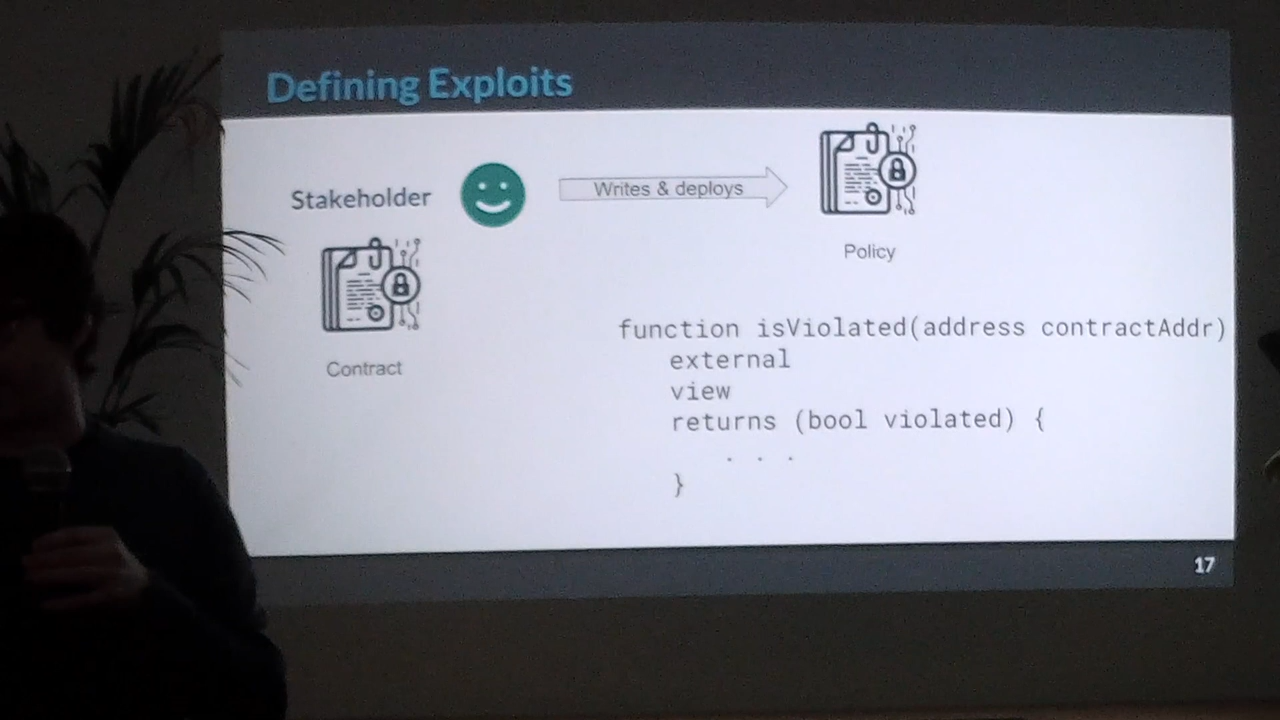 Defining Exploits
Stakeholder
Writes & deploys
Policy
Contract
function isViolated(address contractAddr)
external
view
returns (bool violated) {
. . .
}
17